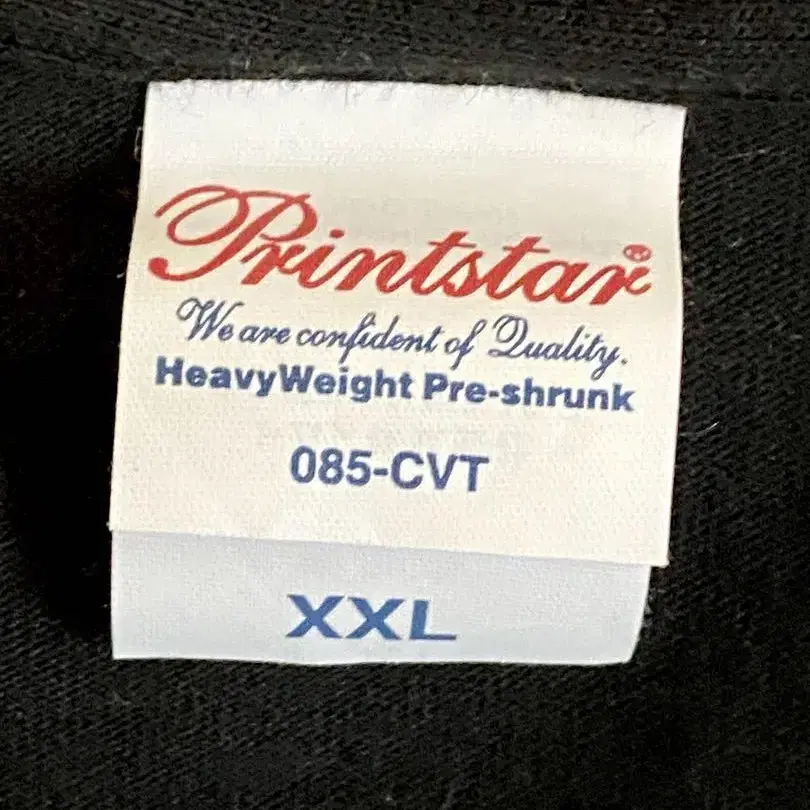 Printstar®
We are confident of Quality.
HeavyWeight Pre-shrunk
085-CVT
XXL